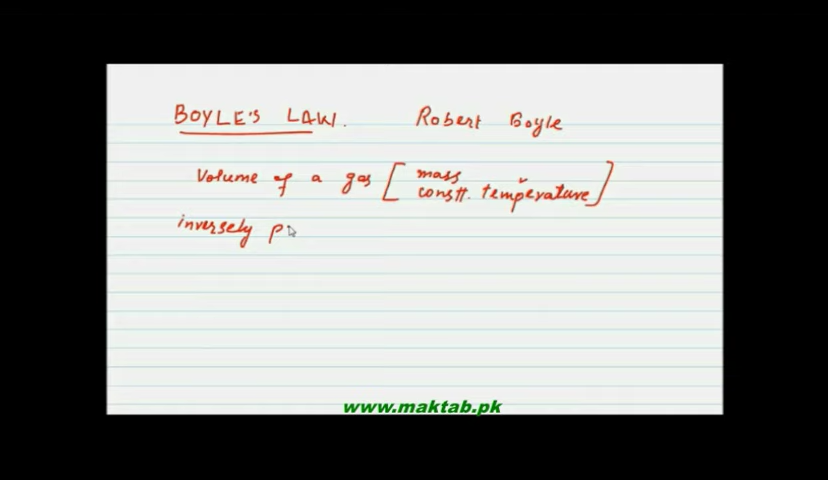 BOYLE'S LAW. Robert Boyle
Volume of a gas [ mass
constt. temperature ]
inversely p
www.maktab.pk